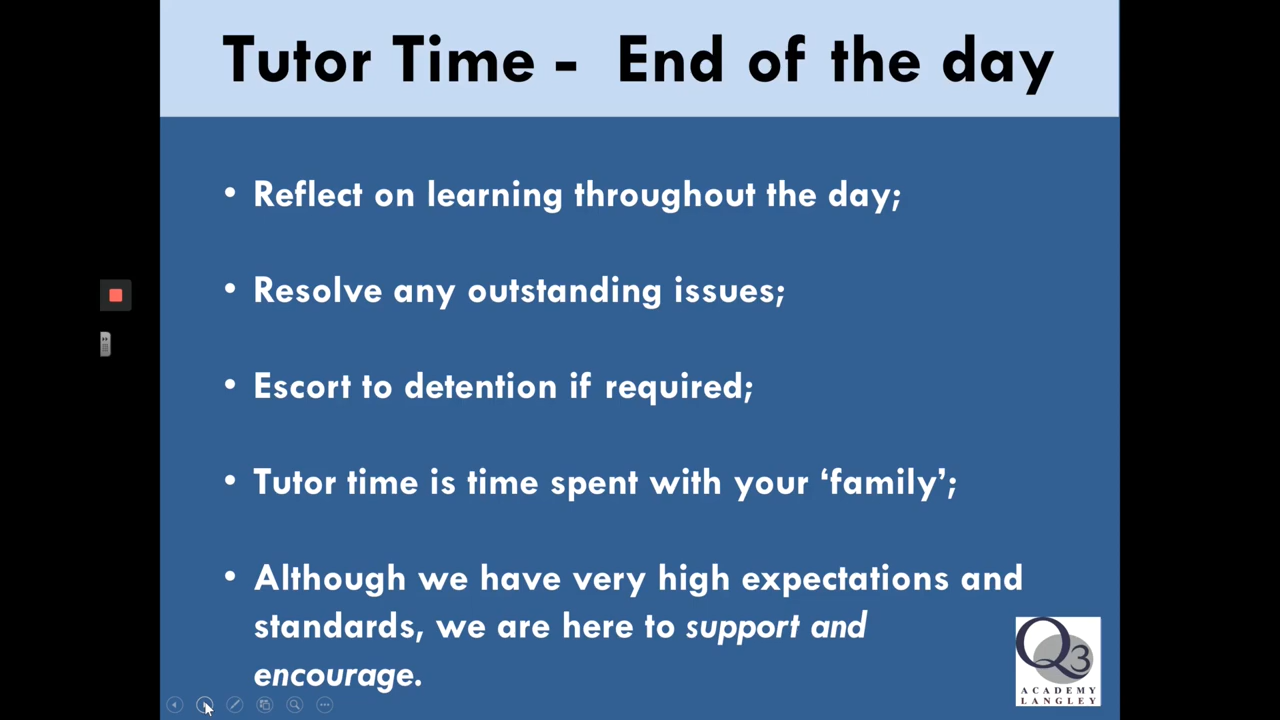 Tutor Time - End of the day
• Reflect on learning throughout the day;
• Resolve any outstanding issues;
• Escort to detention if required;
• Tutor time is time spent with your ‘family’;
• Although we have very high expectations and
standards, we are here to support and
encourage.
Q3
ACADEMY
LANGLEY